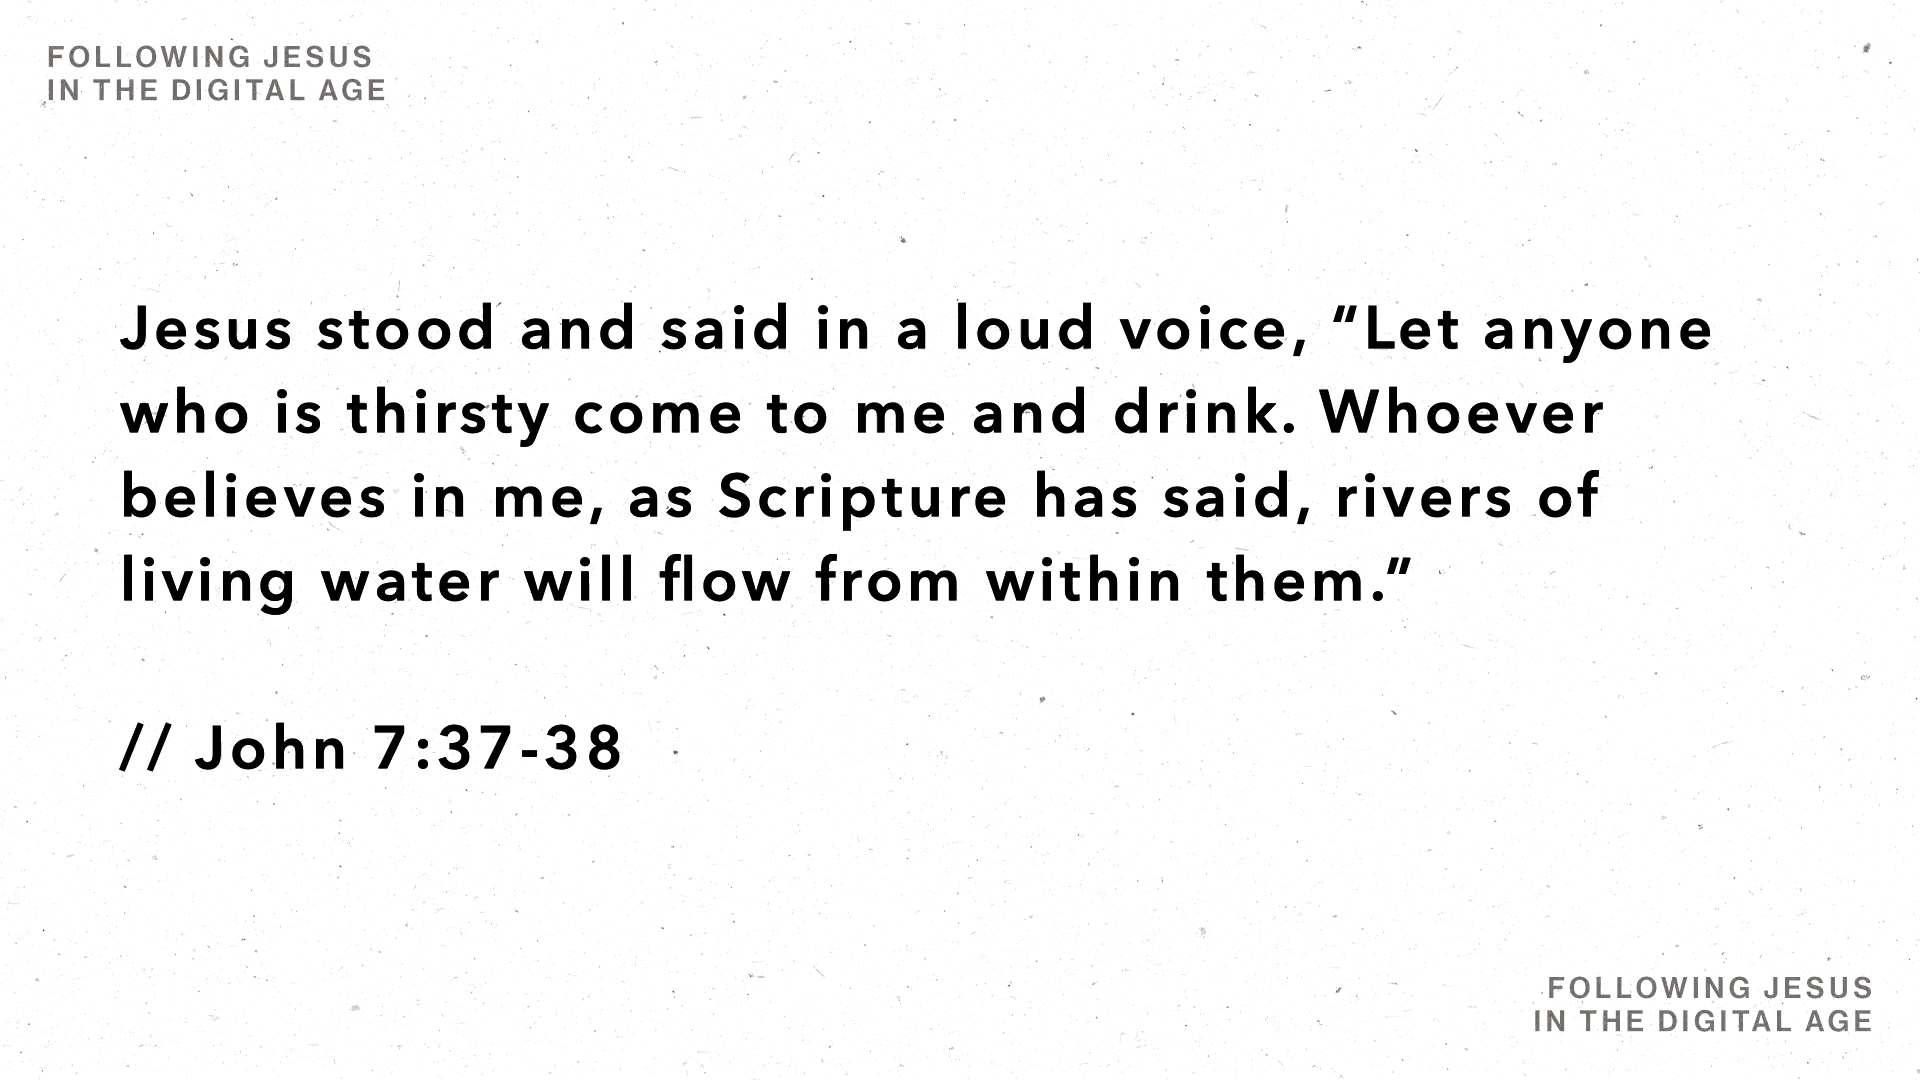 FOLLOWING JESUS
IN THE DIGITAL AGE
Jesus stood and said in a loud voice, “Let anyone
who is thirsty come to me and drink. Whoever
believes in me, as Scripture has said, rivers of
living water will flow from within them.”
// John 7:37-38
FOLLOWING JESUS
IN THE DIGITAL AGE